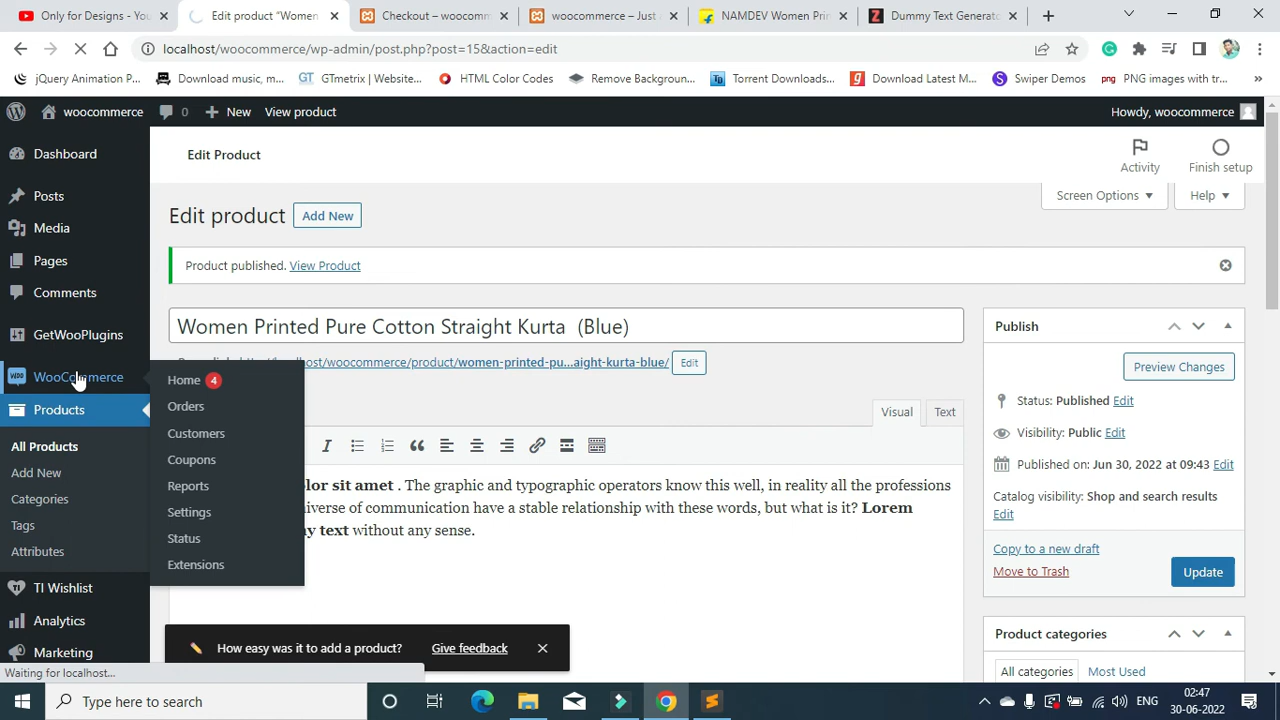 Only for Designs - YouTu
Edit product "Women
Checkout – woocomm
woocommerce – Just a
NAMDEV Women Prin
Dummy Text Generato
localhost/woocommerce/wp-admin/post.php?post=15&action=edit
jQuery Animation P...
Download music, m...
GTmetrix | Website...
HTML Color Codes
Remove Backgroun...
Torrent Downloads...
Download Latest M...
Swiper Demos
PNG images with tr...
woocommerce
0
New
View product
Howdy, woocommerce
Dashboard
Posts
Media
Pages
Comments
GetWooPlugins
WooCommerce
Products
All Products
Add New
Categories
Tags
Attributes
TI Wishlist
Analytics
Marketing
Home 4
Orders
Customers
Coupons
Reports
Settings
Status
Extensions
Edit Product
Activity
Finish setup
Screen Options
Help
Edit product
Add New
Product published. View Product
Women Printed Pure Cotton Straight Kurta (Blue)
localhost/woocommerce/product/women-printed-pu...aight-kurta-blue/
Edit
Visual
Text
lor sit amet . The graphic and typographic operators know this well, in reality all the professions
iverse of communication have a stable relationship with these words, but what is it? Lorem
y text without any sense.
Publish
Preview Changes
Status: Published Edit
Visibility: Public Edit
Published on: Jun 30, 2022 at 09:43 Edit
Catalog visibility: Shop and search results
Edit
Copy to a new draft
Move to Trash
Update
Product categories
All categories
Most Used
How easy was it to add a product?
Give feedback
Waiting for localhost...
Type here to search
ENG
02:47
30-06-2022